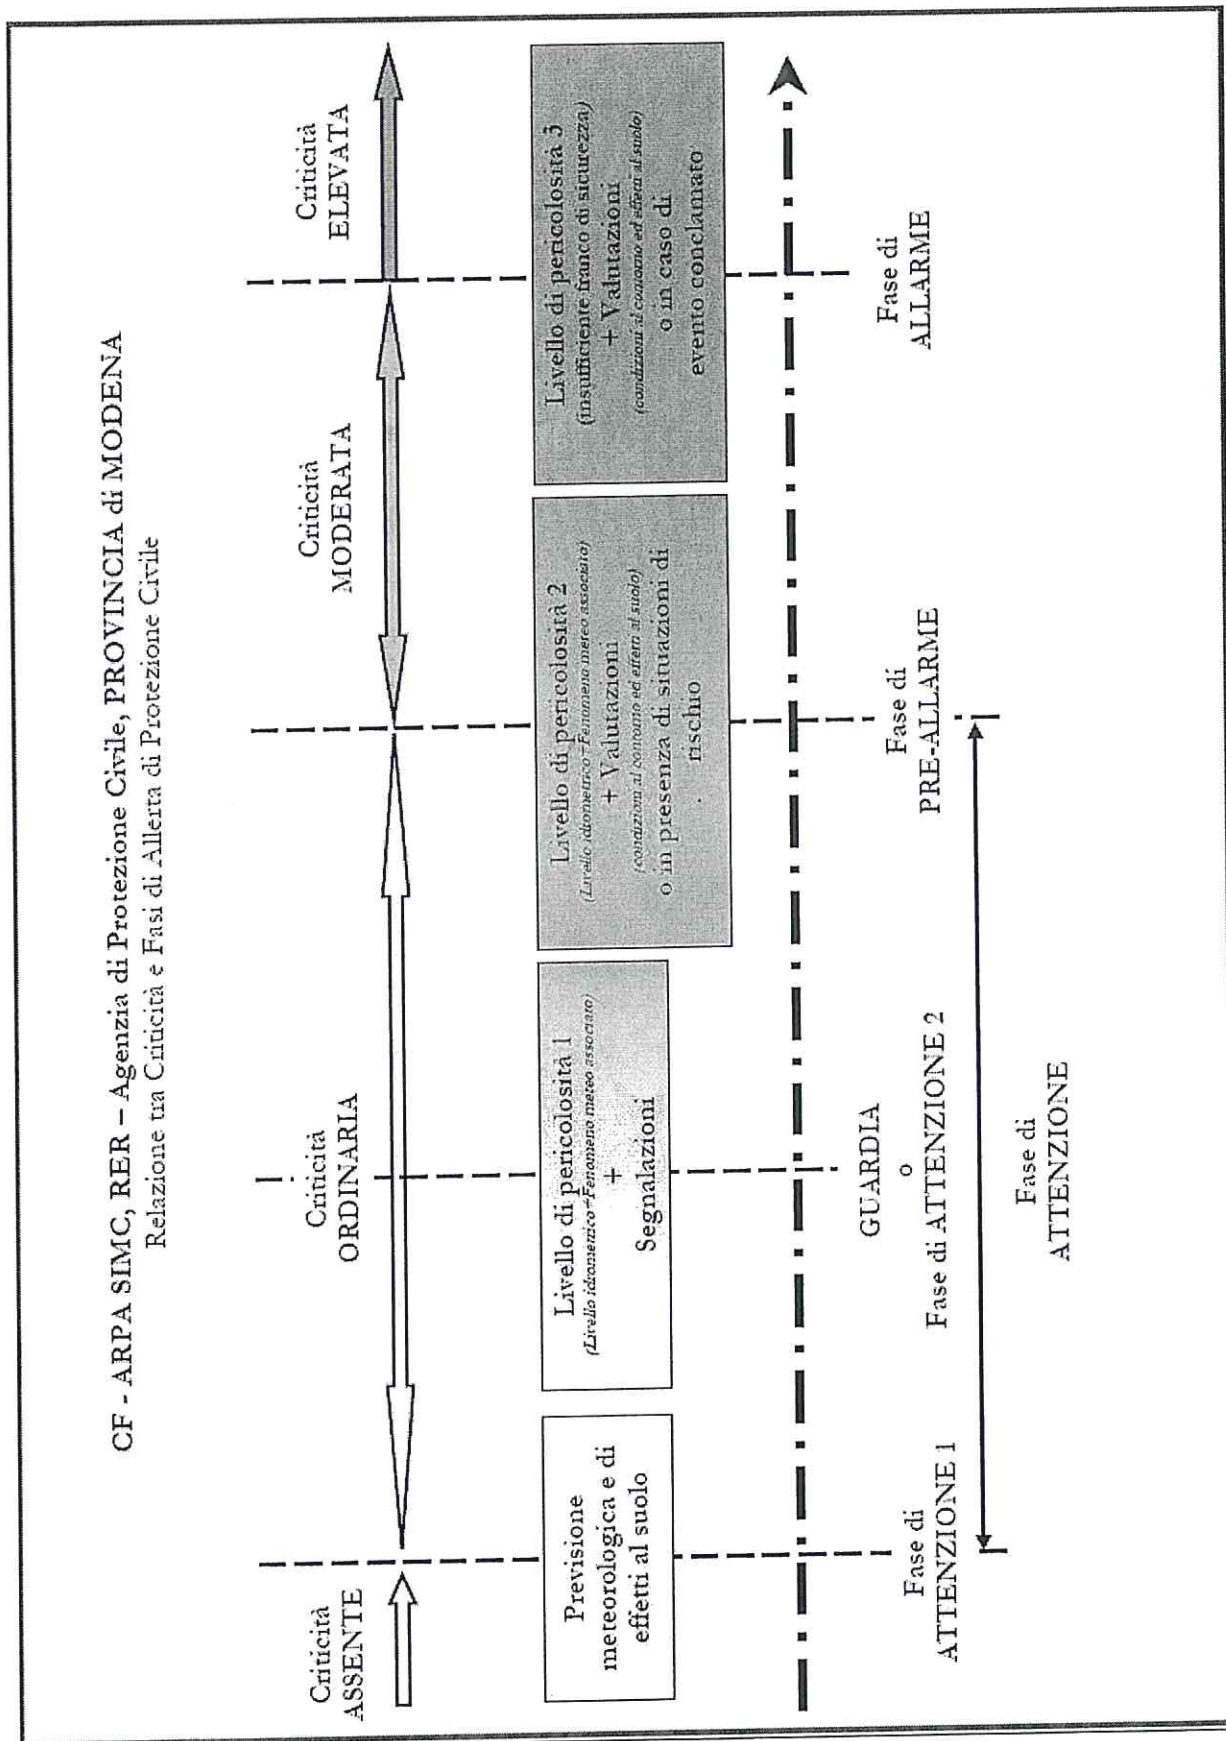 CF - ARPA SIMC, RER – Agenzia di Protezione Civile, PROVINCIA di MODENA
Relazione tra Criticità e Fasi di Allerta di Protezione Civile
Criticità
ASSENTE
Criticità
ORDINARIA
Criticità
MODERATA
Criticità
ELEVATA
Previsione
meteorologica e di
effetti al suolo
Livello di pericolosità 1
(Livello idrometrico+Fenomeno meteo associato)
+
Segnalazioni
Livello di pericolosità 2
(Livello idrometrico+Fenomeno meteo associato)
+ Valutazioni
(condizioni al contorno ed effetti al suolo)
o in presenza di situazioni di
rischio
Livello di pericolosità 3
(insufficiente franco di sicurezza)
+ Valutazioni
(condizioni al contorno ed effetti al suolo)
o in caso di
evento conclamato
Fase di
ATTENZIONE 1
GUARDIA
o
Fase di ATTENZIONE 2
Fase di
PRE-ALLARME
Fase di
ALLARME
Fase di
ATTENZIONE